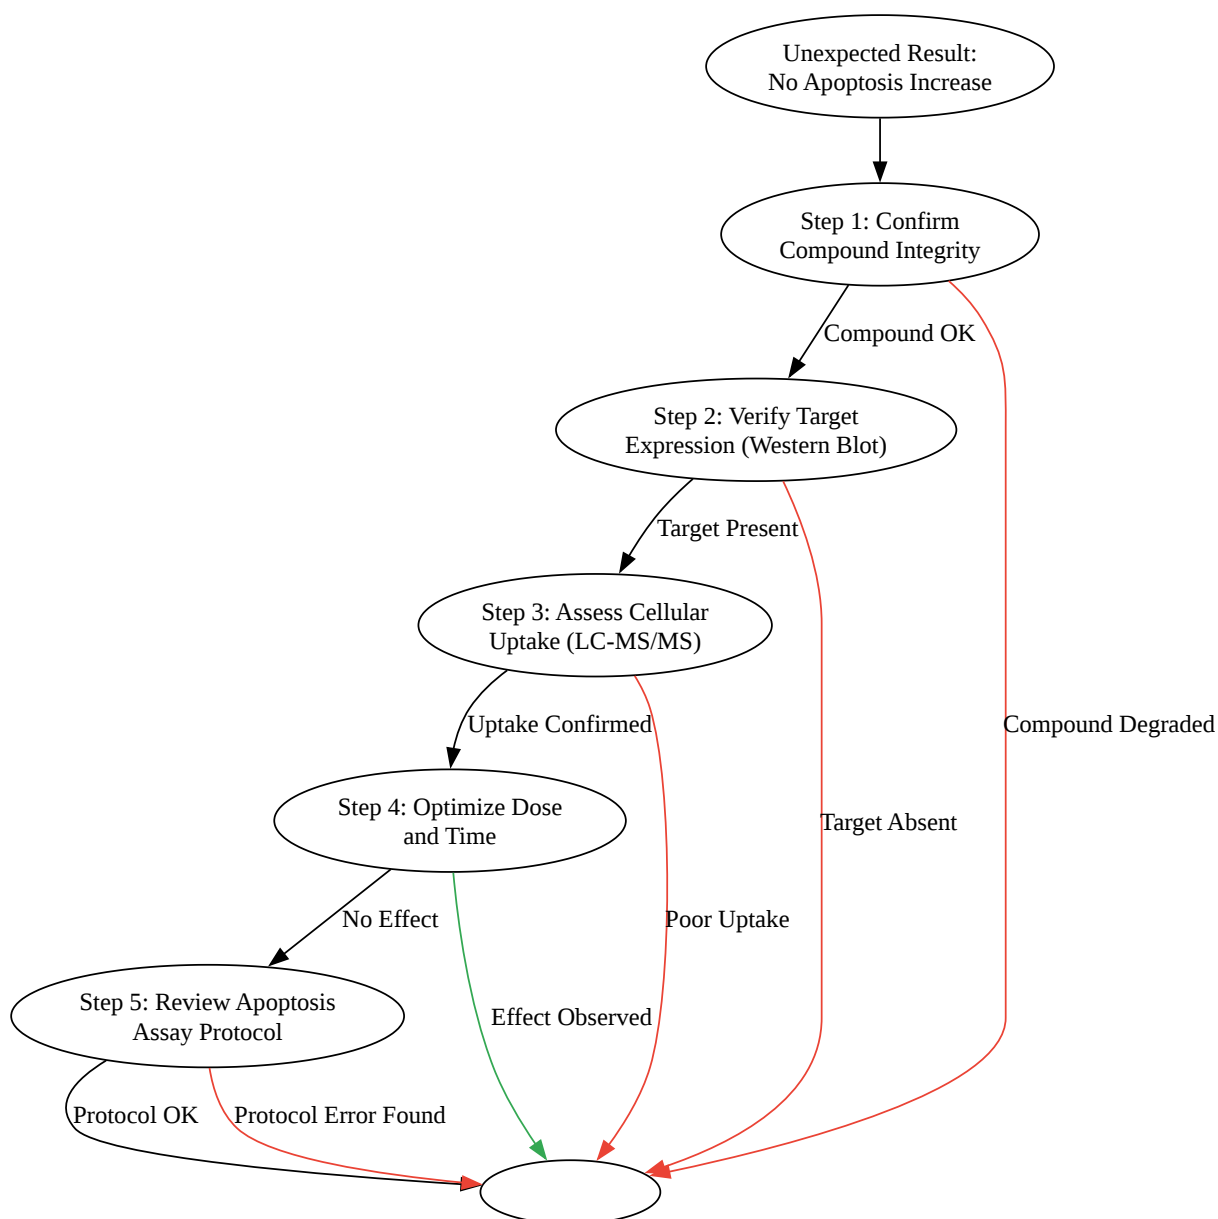 Unexpected Result:
No Apoptosis Increase
Step 1: Confirm
Compound Integrity
Compound OK
Step 2: Verify Target
Expression (Western Blot)
Target Present
Step 3: Assess Cellular
Uptake (LC-MS/MS)
Uptake Confirmed
Compound Degraded
Step 4: Optimize Dose
and Time
Target Absent
No Effect
Poor Uptake
Step 5: Review Apoptosis
Assay Protocol
Effect Observed
Protocol OK
Protocol Error Found